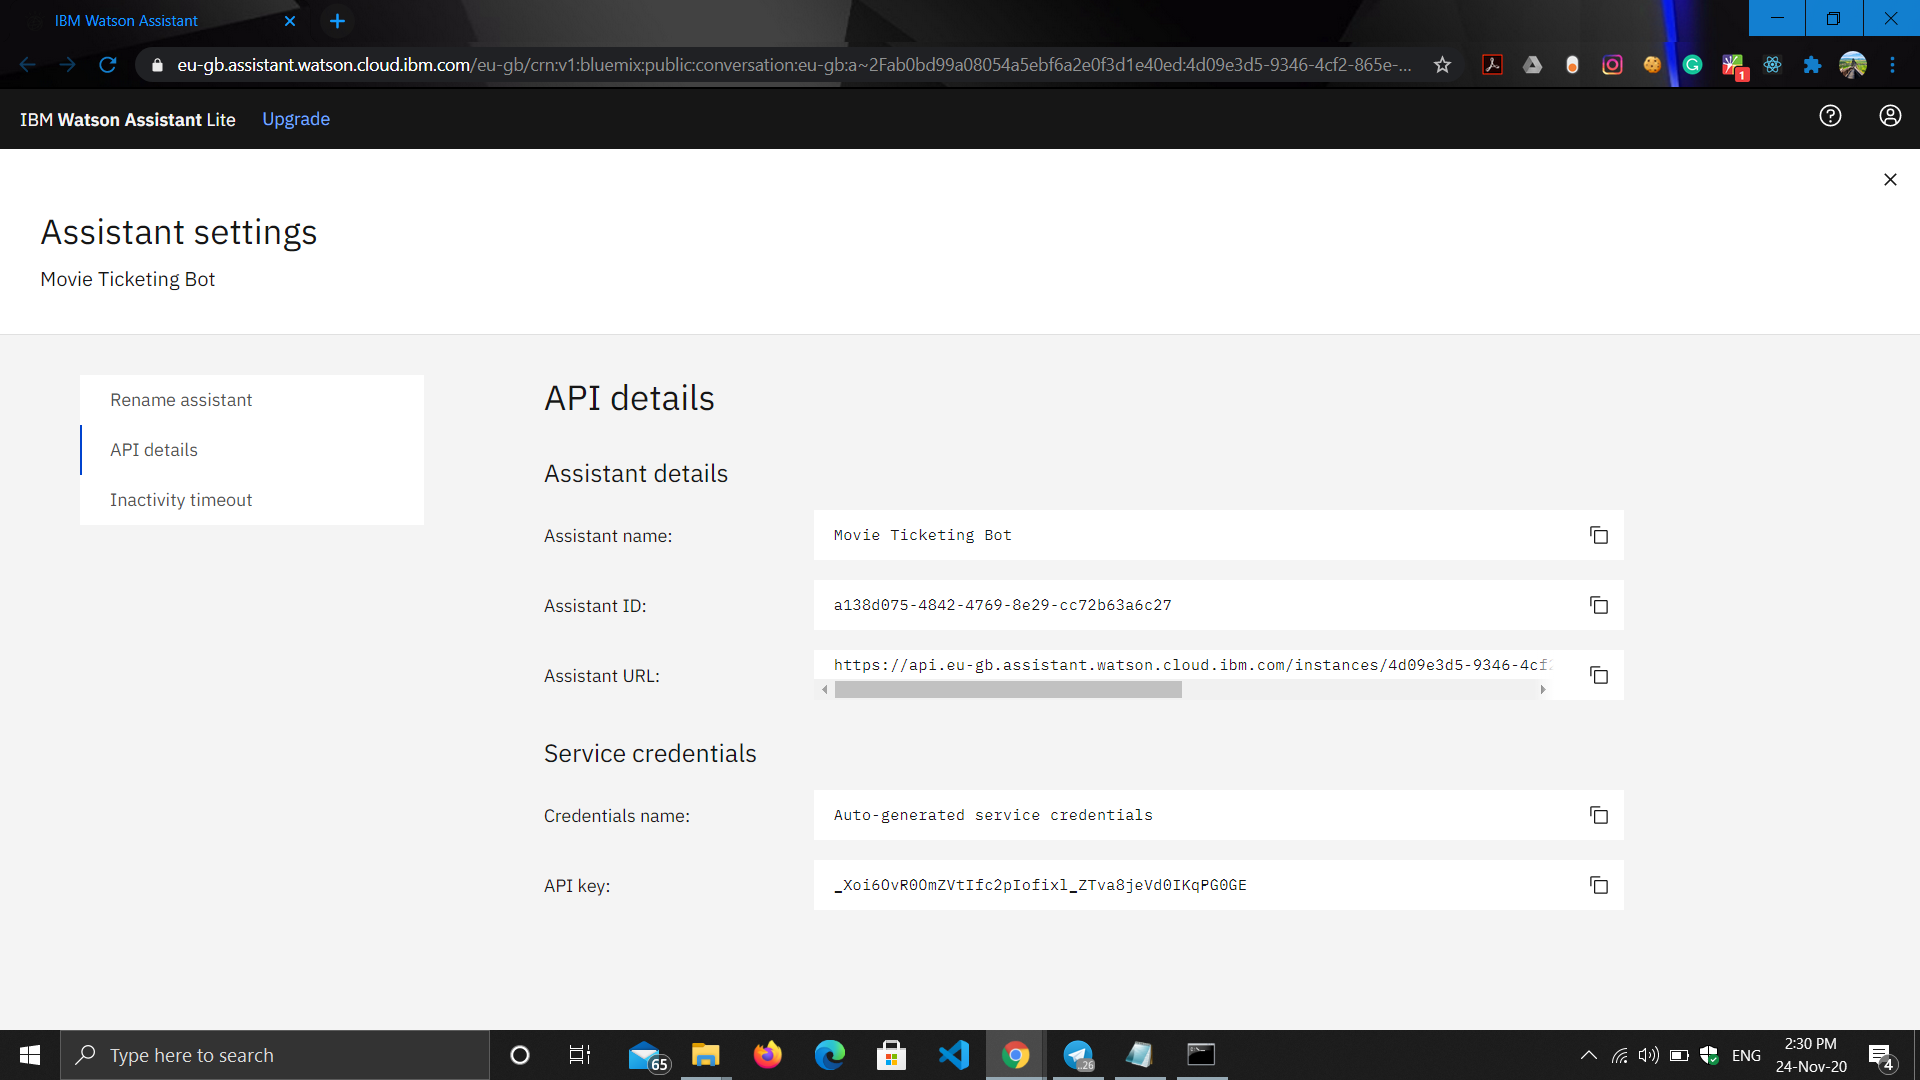 IBM Watson Assistant
eu-gb.assistant.watson.cloud.ibm.com/eu-gb/crn:v1:bluemix:public:conversation:eu-gb:a~2Fab0bd99a08054a5ebf6a2e0f3d1e40ed:4d09e3d5-9346-4cf2-865e-...
1
IBM Watson Assistant Lite Upgrade
Assistant settings
Movie Ticketing Bot
Rename assistant
API details
Inactivity timeout
API details
Assistant details
Assistant name: Movie Ticketing Bot
Assistant ID: a138d075-4842-4769-8e29-cc72b63a6c27
Assistant URL: https://api.eu-gb.assistant.watson.cloud.ibm.com/instances/4d09e3d5-9346-4cf2
Service credentials
Credentials name: Auto-generated service credentials
API key: _Xoi6OvR0OmZVtIfc2pIofixl_ZTva8jeVd0IKqPG0GE
Type here to search
65
26
ENG
2:30 PM
24-Nov-20
4